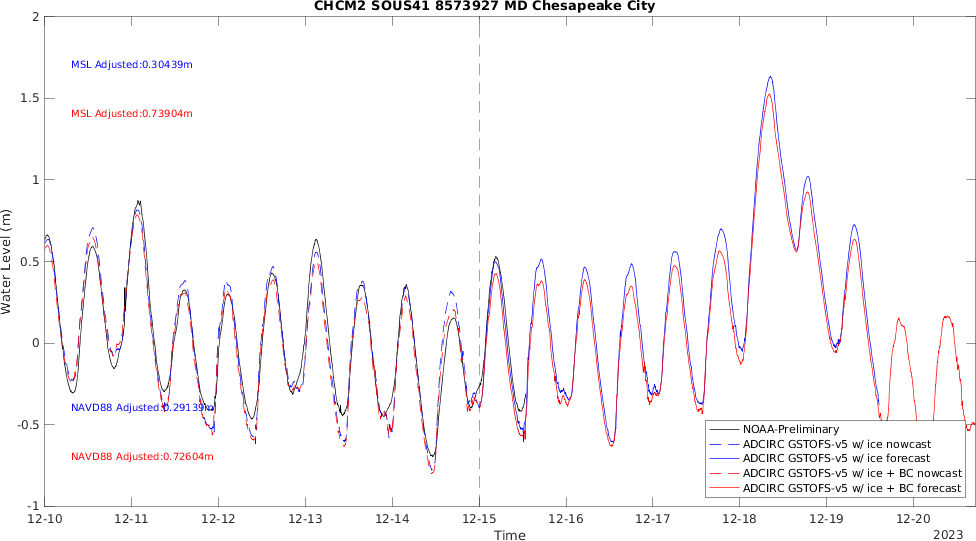 CHCM2 SOUS41 8573927 MD Chesapeake City
2
1.5
1
0.5
0
-0.5
-1
Water Level (m)
MSL Adjusted:0.30439m
MSL Adjusted:0.73904m
NAVD88 Adjusted:0.29139m
NAVD88 Adjusted:0.72604m
NOAA-Preliminary
ADCIRC GSTOFS-v5 w/ ice nowcast
ADCIRC GSTOFS-v5 w/ ice forecast
ADCIRC GSTOFS-v5 w/ ice + BC nowcast
ADCIRC GSTOFS-v5 w/ ice + BC forecast
12-10 12-11 12-12 12-13 12-14 12-15 12-16 12-17 12-18 12-19 12-20
Time
2023